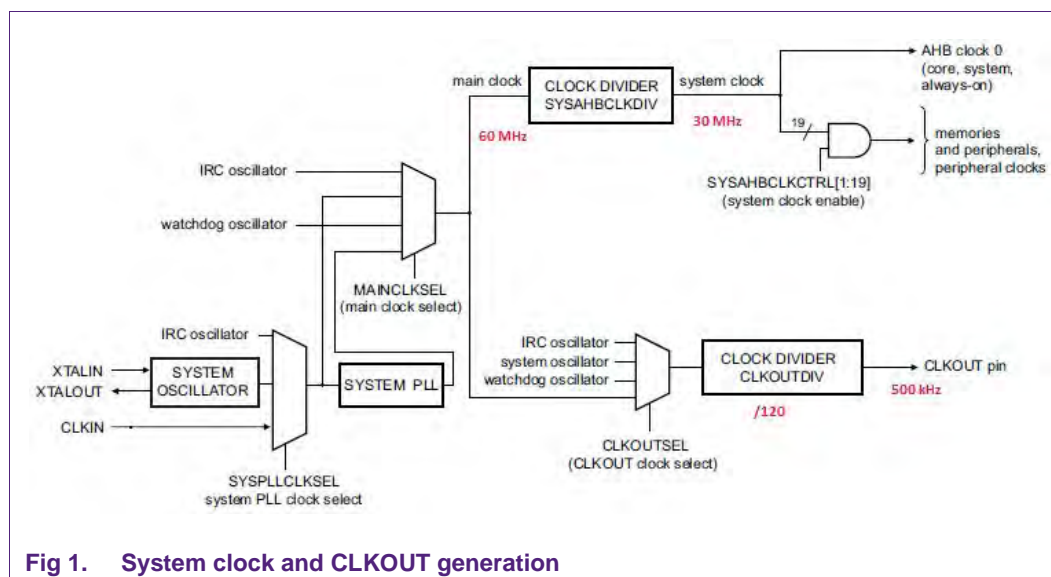 AHB clock 0
(core, system,
always-on)
main clock
CLOCK DIVIDER
SYSAHBCLKDIV
system clock
60 MHz
30 MHz
19
memories
and peripherals,
peripheral clocks
SYSAHBCLKCTRL[1:19]
(system clock enable)
IRC oscillator
watchdog oscillator
MAINCLKSEL
(main clock select)
IRC oscillator
XTALIN
XTALOUT
SYSTEM
OSCILLATOR
SYSTEM PLL
CLKIN
SYSPLLCLKSEL
system PLL clock select
IRC oscillator
system oscillator
watchdog oscillator
CLOCK DIVIDER
CLKOUTDIV
CLKOUT pin
/120
500 kHz
CLKOUTSEL
(CLKOUT clock select)
Fig 1. System clock and CLKOUT generation